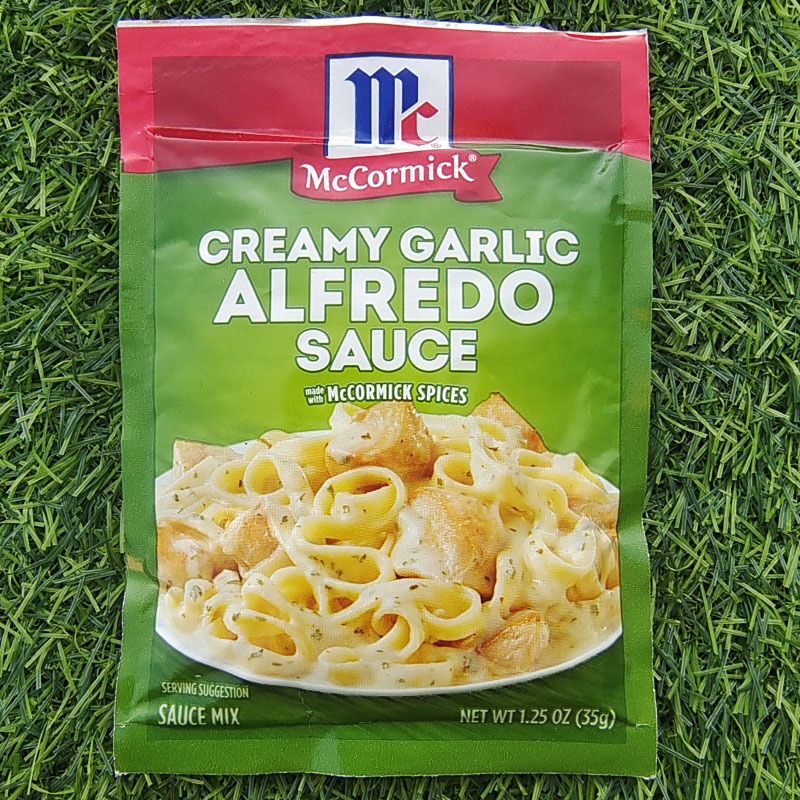 Mc
McCormick®
CREAMY GARLIC
ALFREDO
SAUCE
made with McCORMICK SPICES
SERVING SUGGESTION
SAUCE MIX
NET WT 1.25 OZ (35g)